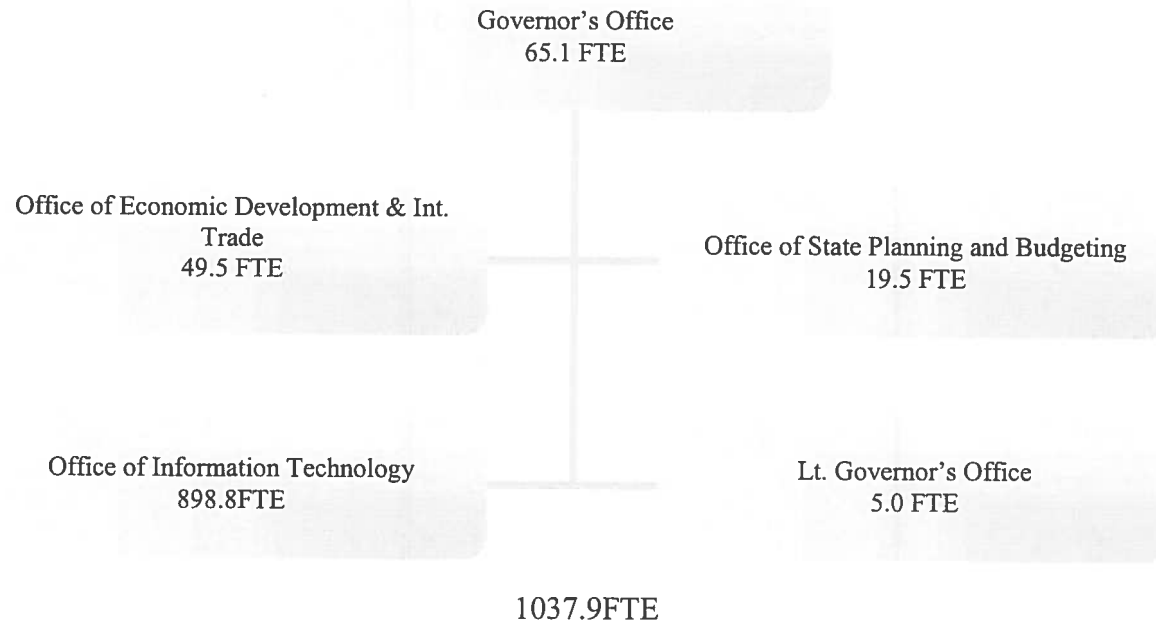 Governor's Office
65.1 FTE
Office of Economic Development & Int.
Trade
49.5 FTE
Office of State Planning and Budgeting
19.5 FTE
Office of Information Technology
898.8FTE
Lt. Governor's Office
5.0 FTE
1037.9FTE